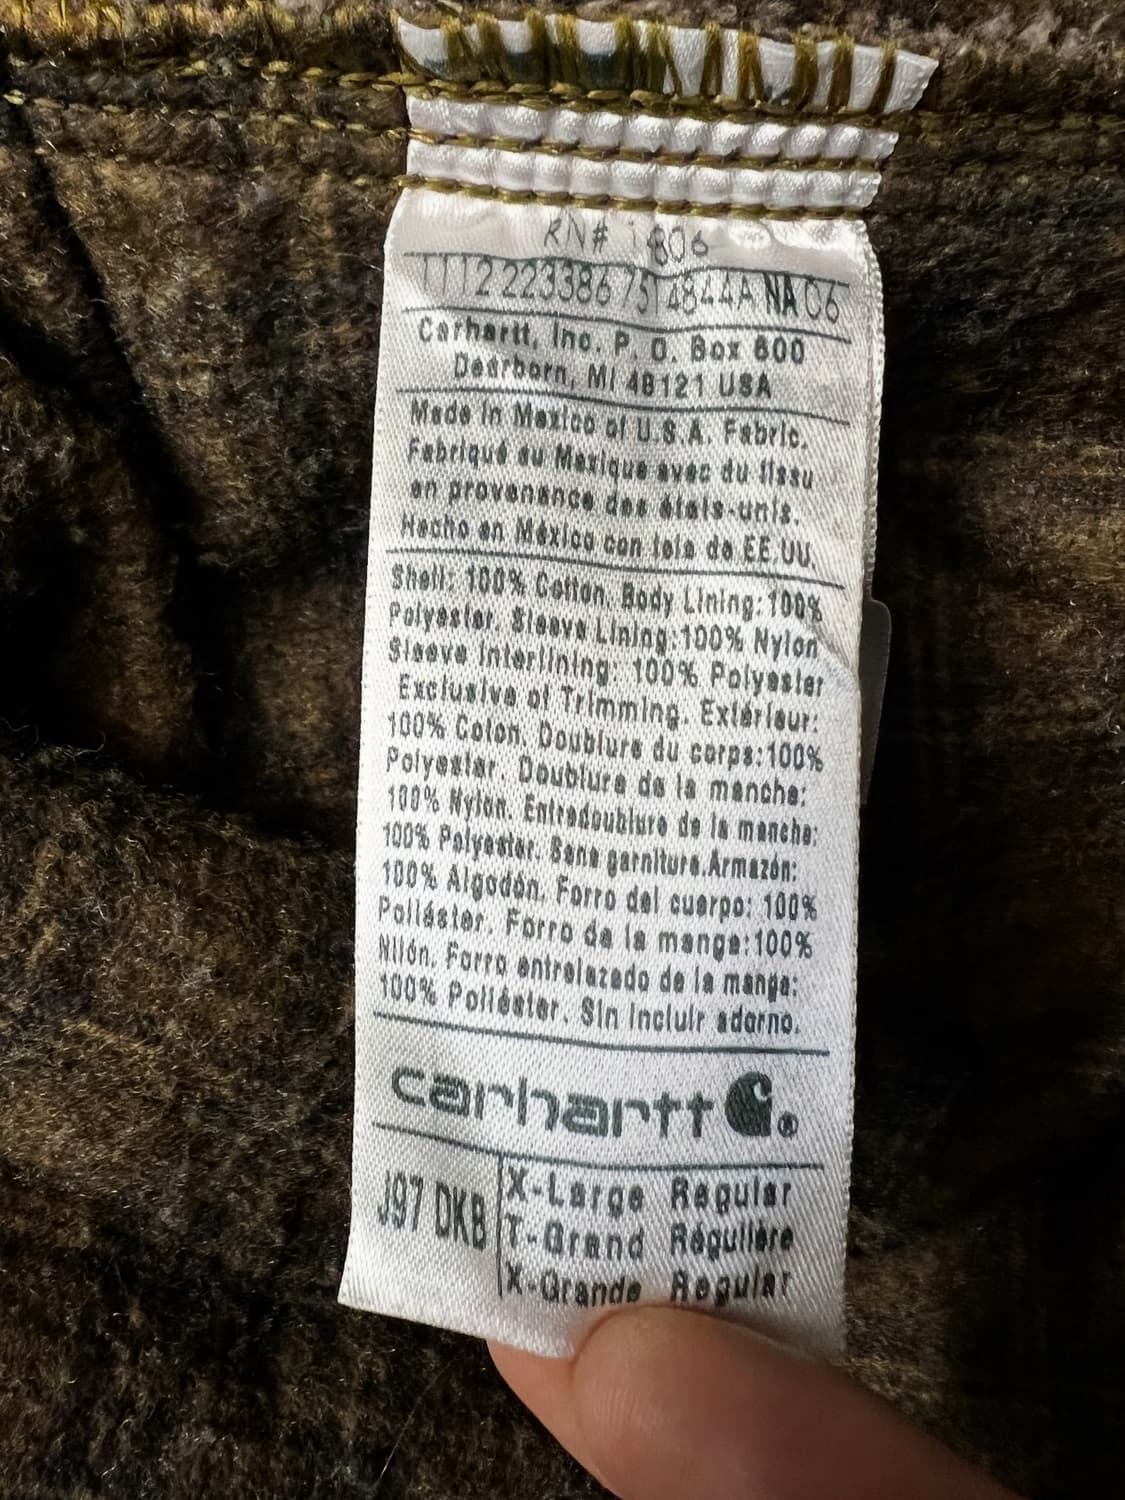 RN# 1806
1112 223386 75 4844A NA 06
Carhartt, Inc. P. O. Box 600
Dearborn, MI 48121 USA
Made in Mexico of U.S.A. Fabric.
Fabriqué au Mexique avec du tissu
en provenance des états-unis.
Hecho en México con tela de EE.UU.
Shell: 100% Cotton. Body Lining: 100%
Polyester. Sleeve Lining: 100% Nylon
Sleeve Interlining: 100% Polyester
Exclusive of Trimming. Extérieur:
100% Coton. Doublure du corps: 100%
Polyester. Doublure de la manche:
100% Nylon. Entredoublure de la manche:
100% Polyester. Sans garniture. Armazón:
100% Algodón. Forro del cuerpo: 100%
Poliéster. Forro de la manga: 100%
Nilón. Forro entrelazado de la manga:
100% Poliéster. Sin incluir adorno.
carhartt ®
J97 DKB
X-Large Regular
T-Grand Régulière
X-Grande Regular